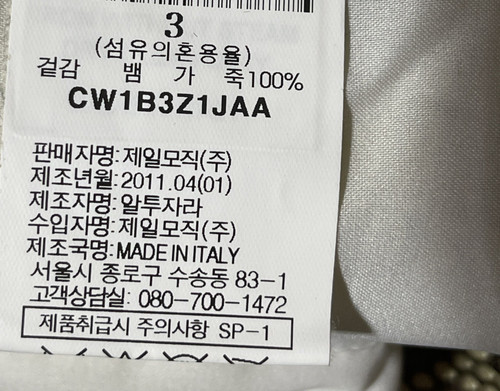 3
(섬유의혼용율)
겉감 뱀 가 죽100%
CW1B3Z1JAA
판매자명: 제일모직(주)
제조년월: 2011.04(01)
제조자명: 알투자라
수입자명: 제일모직(주)
제조국명: MADE IN ITALY
서울시 종로구 수송동 83-1
고객상담실: 080-700-1472
제품취급시 주의사항 SP-1